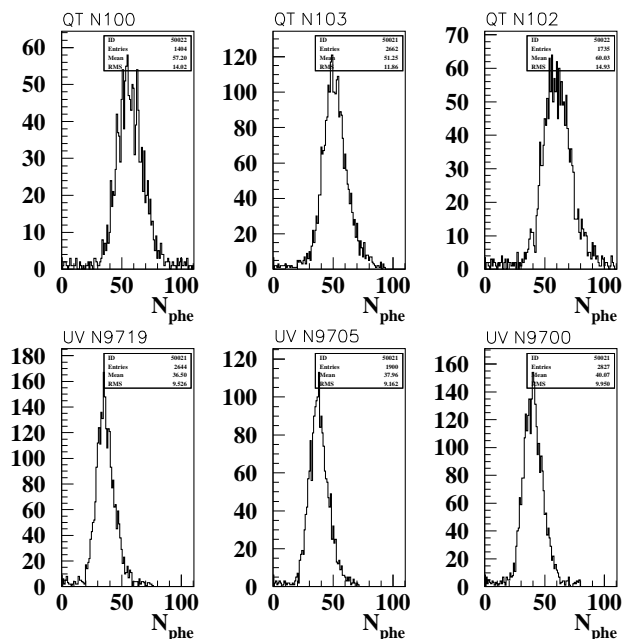 QT N100
ID 50022
Entries 1404
Mean 57.20
RMS 14.02
60
50
40
30
20
10
0
0 50 100
N_phe
QT N103
ID 50021
Entries 2662
Mean 51.25
RMS 11.86
120
100
80
60
40
20
0
0 50 100
N_phe
QT N102
ID 50022
Entries 1735
Mean 60.03
RMS 14.93
70
60
50
40
30
20
10
0
0 50 100
N_phe
UV N9719
ID 50021
Entries 2644
Mean 36.50
RMS 9.526
180
160
140
120
100
80
60
40
20
0
0 50 100
N_phe
UV N9705
ID 50021
Entries 1900
Mean 37.96
RMS 9.162
120
100
80
60
40
20
0
0 50 100
N_phe
UV N9700
ID 50021
Entries 2827
Mean 40.07
RMS 9.950
160
140
120
100
80
60
40
20
0
0 50 100
N_phe